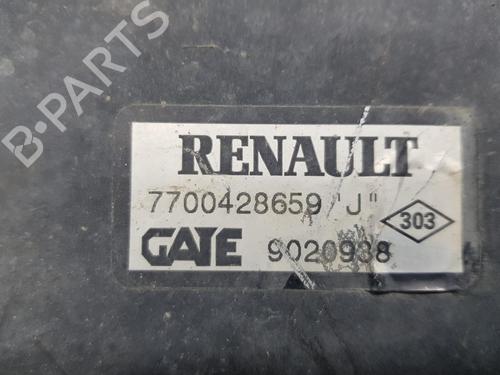 B-PARTS
RENAULT
7700428659 "J"
303
GATE 9020938